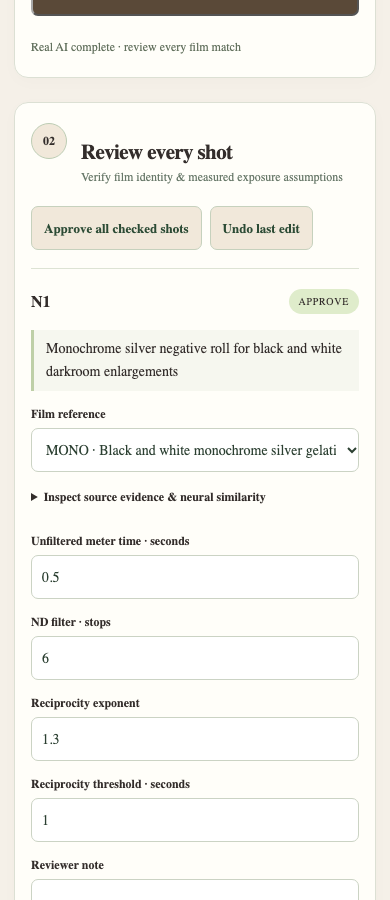 Real AI complete · review every film match
02
Review every shot
Verify film identity & measured exposure assumptions
Approve all checked shots
Undo last edit
N1
APPROVE
Monochrome silver negative roll for black and white
darkroom enlargements
Film reference
MONO · Black and white monochrome silver gelati
Inspect source evidence & neural similarity
Unfiltered meter time · seconds
0.5
ND filter · stops
6
Reciprocity exponent
1.3
Reciprocity threshold · seconds
1
Reviewer note